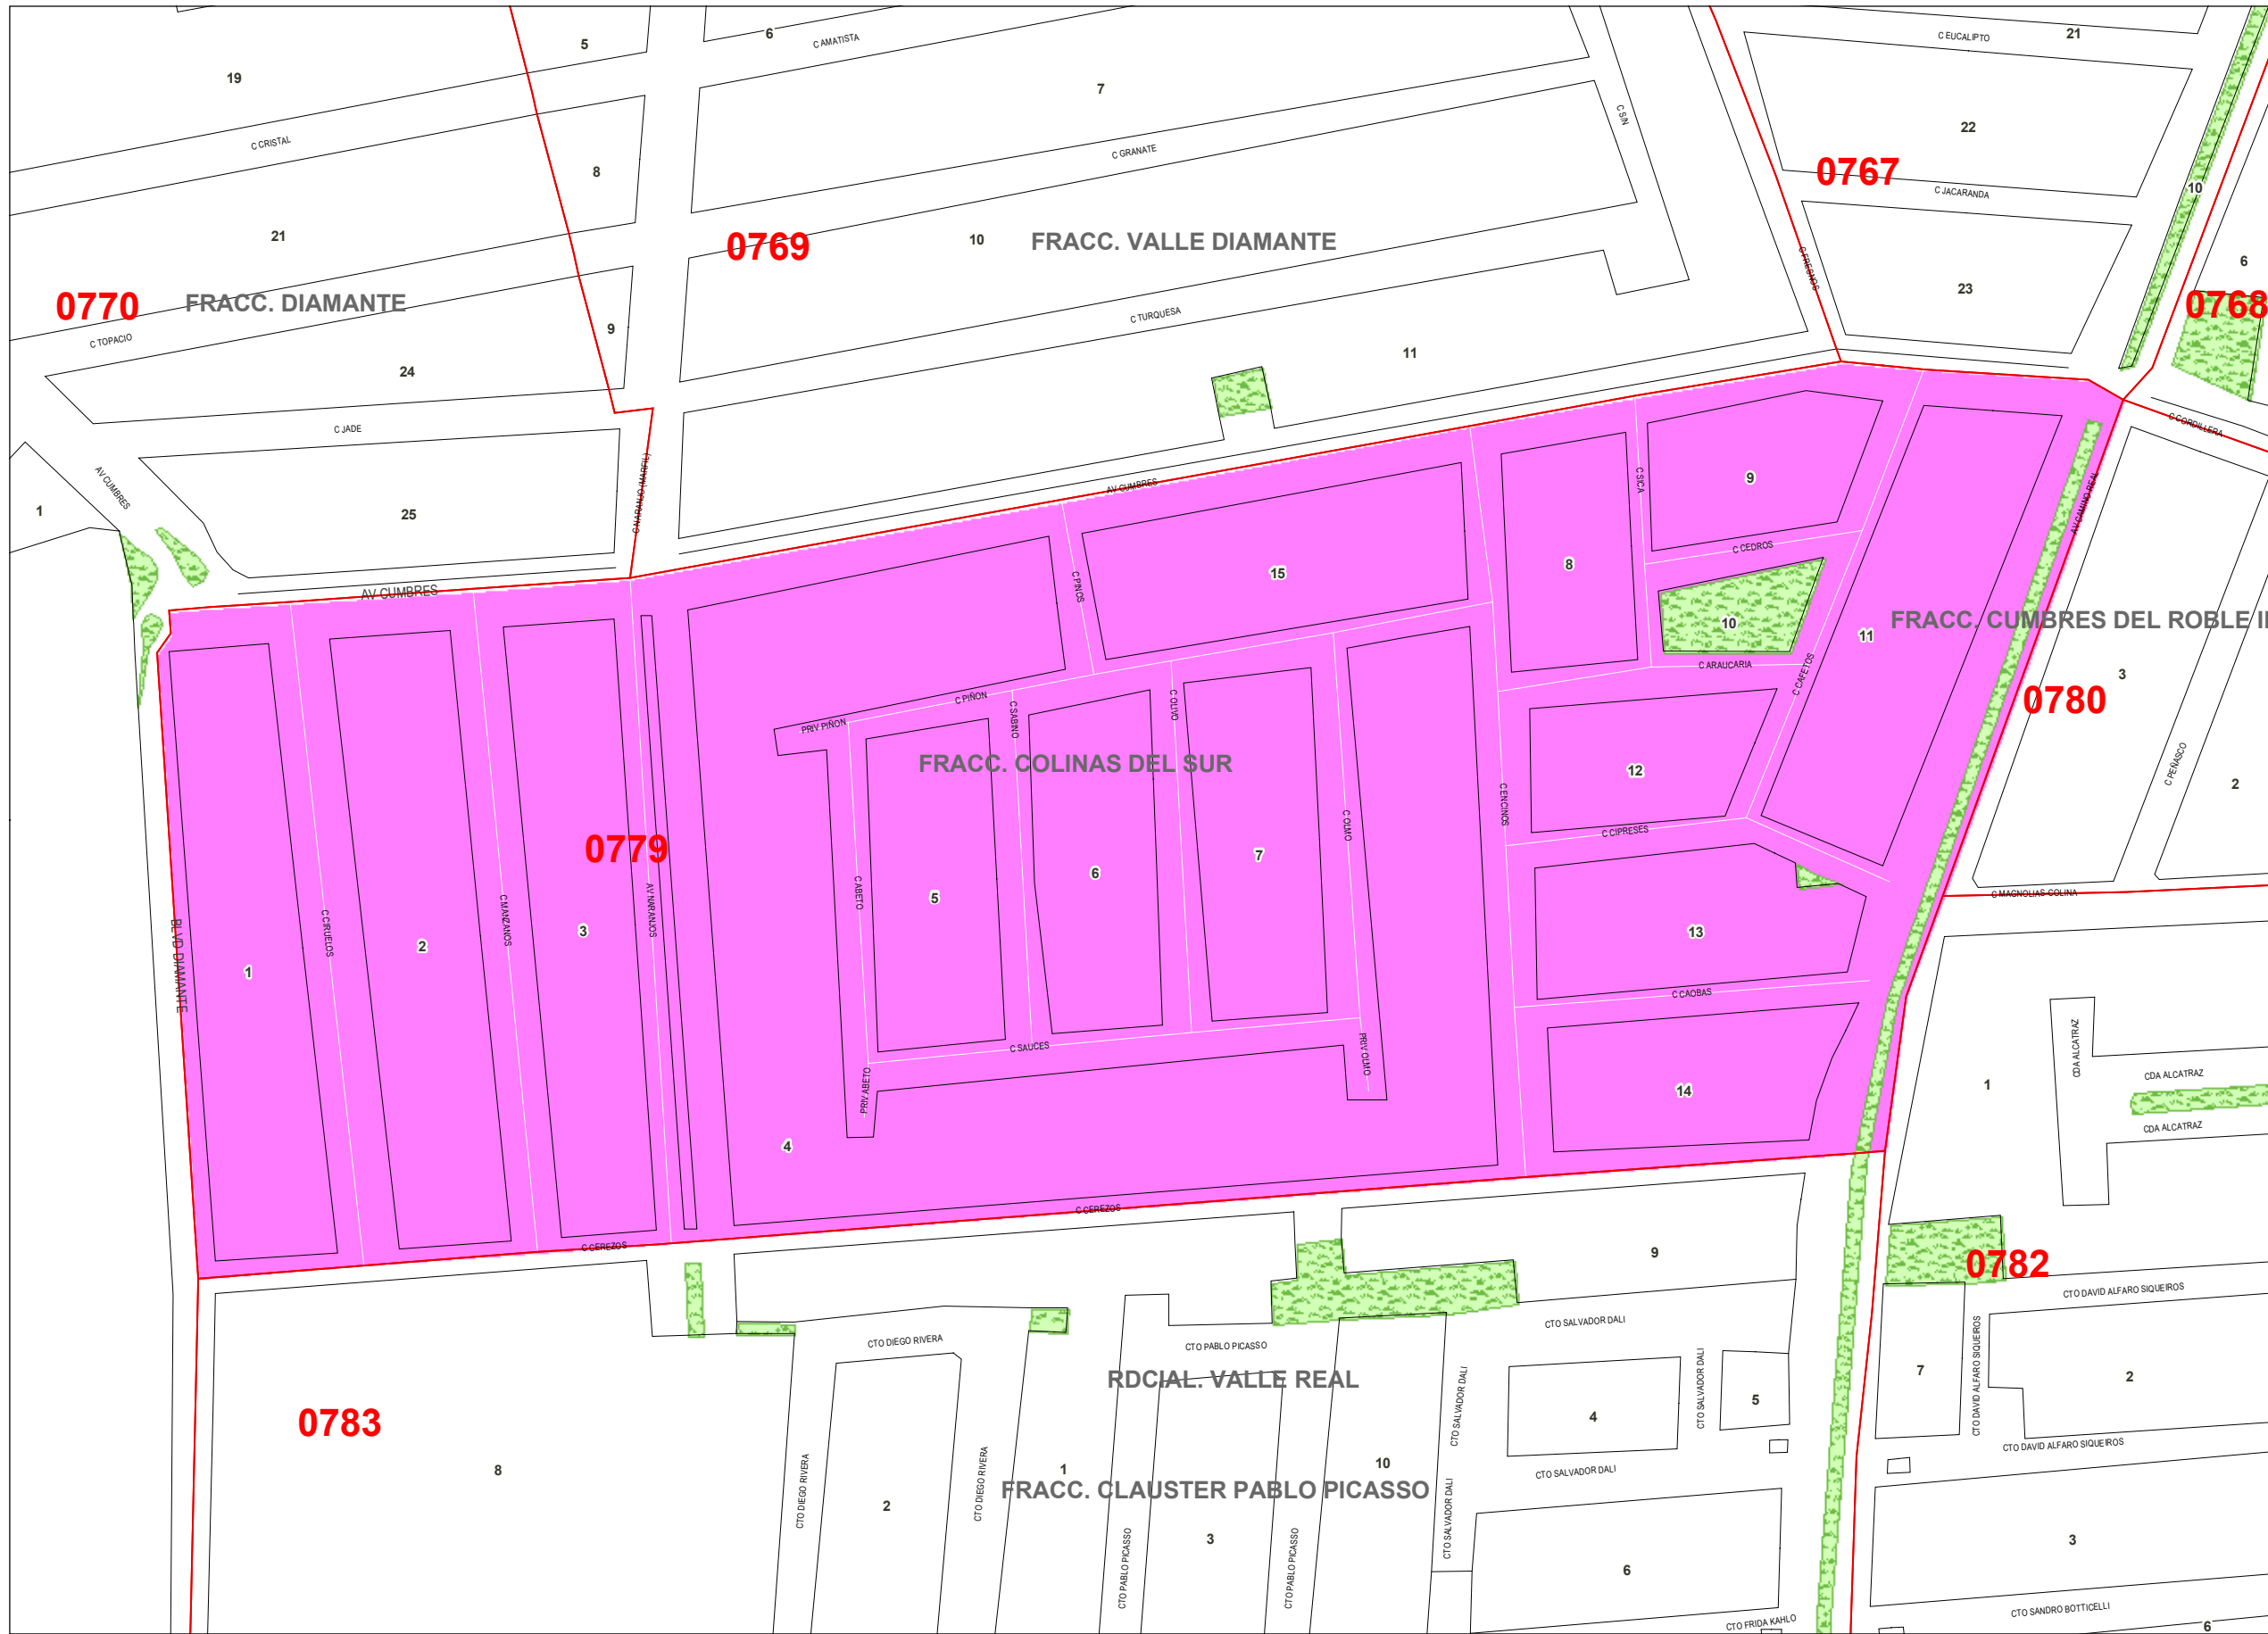 5
6
C AMATISTA
C EUCALIPTO
21
19
7
C S/N
22
C CRISTAL
C GRANATE
0767
8
C JACARANDA
10
21
0769
10
FRACC. VALLE DIAMANTE
C FRESNOS
6
0770
FRACC. DIAMANTE
23
0768
C TOPACIO
9
C TURQUESA
24
11
C JADE
C CORDILLERA
AV CUMBRES
C NARANJO (MARFIL)
AV CUMBRES
C SICA
9
AV CAMINO REAL
1
25
C CEDROS
8
15
C PINOS
AV CUMBRES
10
11
FRACC. CUMBRES DEL ROBLE II
C ARAUCARIA
C CAFETOS
3
0780
C PIÑON
PRIV PIÑON
C SABINO
C OLIVO
FRACC. COLINAS DEL SUR
12
C PEÑASCO
2
C ENCINOS
C OLMO
C CIPRESES
0779
7
6
C ABETO
5
C MAGNOLIAS COLINA
AV NARANJOS
C MANZANOS
C CIRUELOS
3
2
13
BLVD DIAMANTE
1
C CAOBAS
C SAUCES
PRIV OLMO
CDA ALCATRAZ
CDA ALCATRAZ
PRIV ABETO
14
1
CDA ALCATRAZ
4
C CEREZOS
C CEREZOS
9
0782
CTO DAVID ALFARO SIQUEIROS
CTO SALVADOR DALI
CTO DIEGO RIVERA
CTO PABLO PICASSO
RDCIAL. VALLE REAL
CTO SALVADOR DALI
CTO SALVADOR DALI
7
CTO DAVID ALFARO SIQUEIROS
2
5
4
0783
CTO DAVID ALFARO SIQUEIROS
8
1
10
CTO SALVADOR DALI
CTO DIEGO RIVERA
CTO DIEGO RIVERA
FRACC. CLAUSTER PABLO PICASSO
2
CTO SALVADOR DALI
3
3
CTO PABLO PICASSO
CTO PABLO PICASSO
6
CTO SANDRO BOTTICELLI
CTO FRIDA KAHLO
6